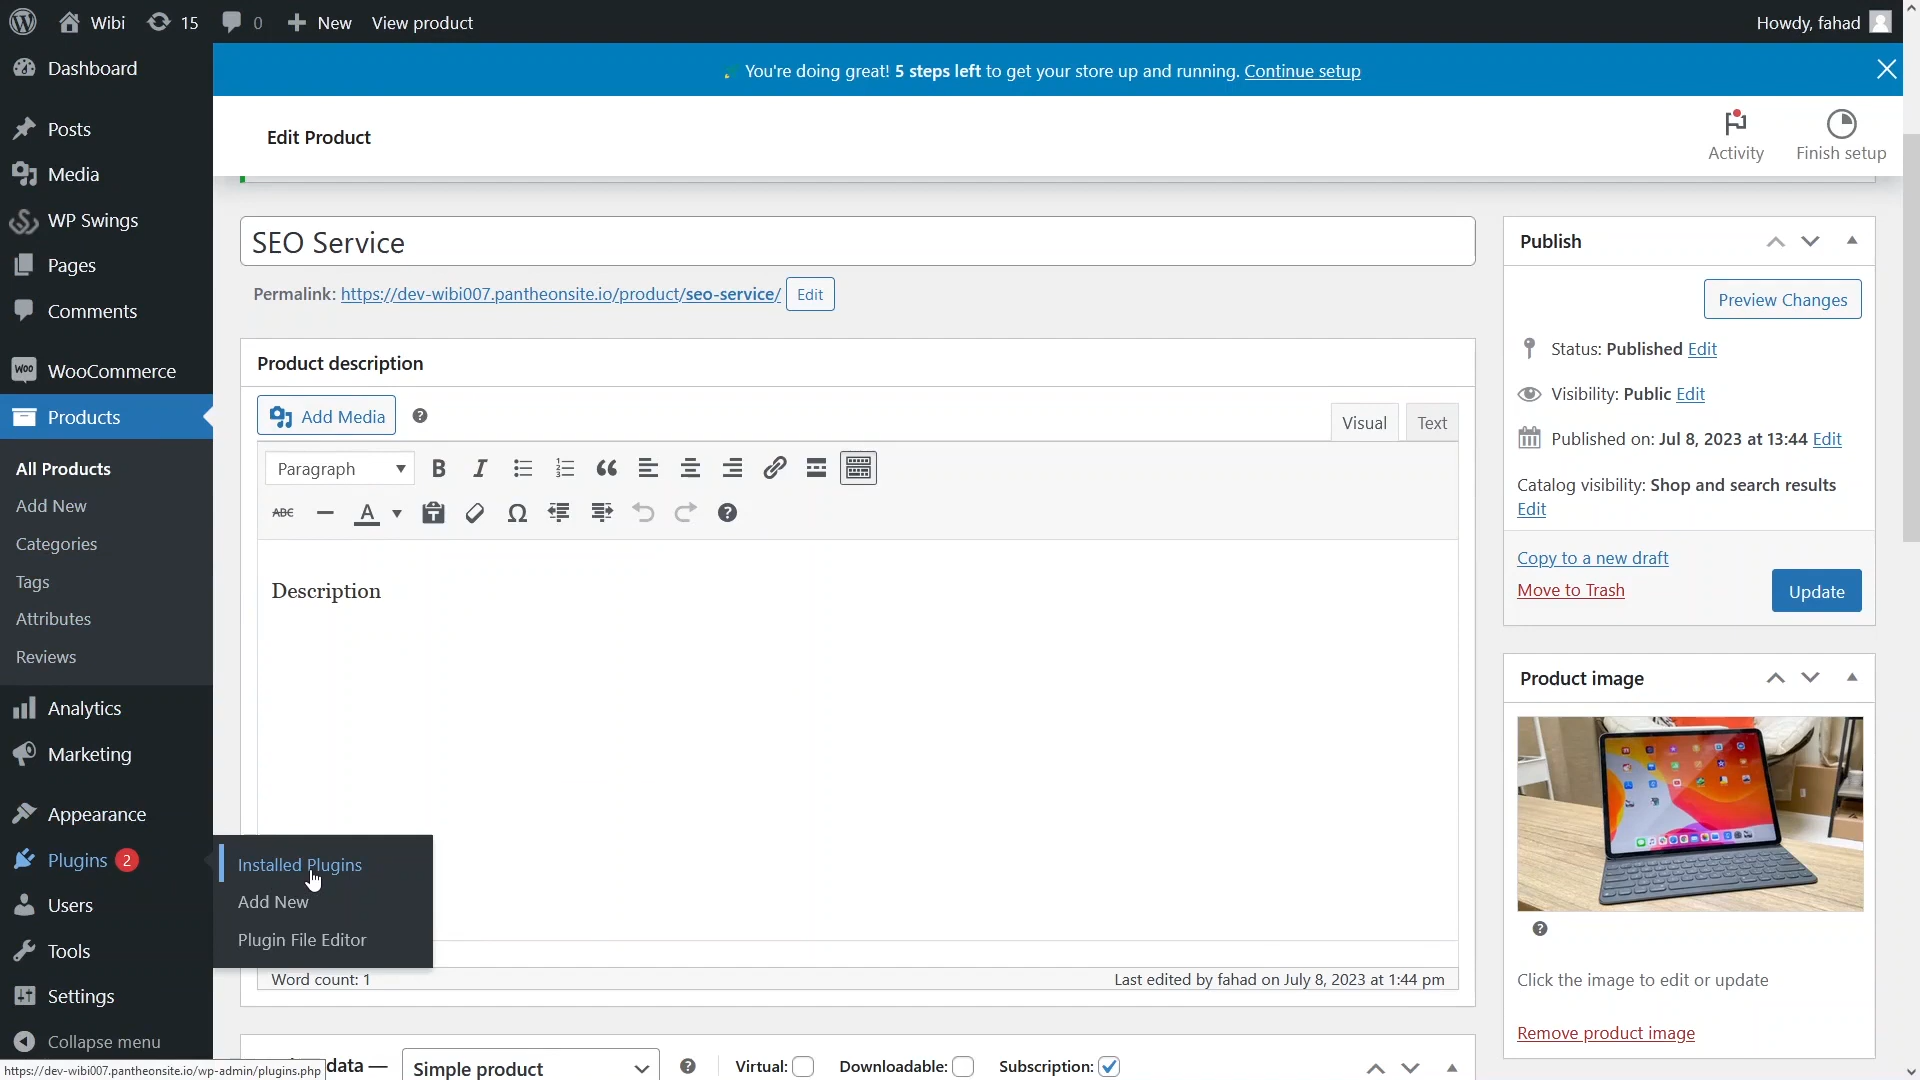 Wibi 15 0 New View product Howdy, fahad
Dashboard
Posts
Media
WP Swings
Pages
Comments
WooCommerce
Products
All Products
Add New
Categories
Tags
Attributes
Reviews
Analytics
Marketing
Appearance
Plugins 2
Users
Tools
Settings
Collapse menu
Installed Plugins
Add New
Plugin File Editor
https://dev-wibi007.pantheonsite.io/wp-admin/plugins.php
You're doing great! 5 steps left to get your store up and running. Continue setup
Edit Product
Activity
Finish setup
SEO Service
Permalink: https://dev-wibi007.pantheonsite.io/product/seo-service/ Edit
Product description
Add Media
Visual Text
Paragraph B I
ABC A Ω
Description
Word count: 1 Last edited by fahad on July 8, 2023 at 1:44 pm
data — Simple product Virtual: Downloadable: Subscription:
Publish
Preview Changes
Status: Published Edit
Visibility: Public Edit
Published on: Jul 8, 2023 at 13:44 Edit
Catalog visibility: Shop and search results
Edit
Copy to a new draft
Move to Trash
Update
Product image
Click the image to edit or update
Remove product image